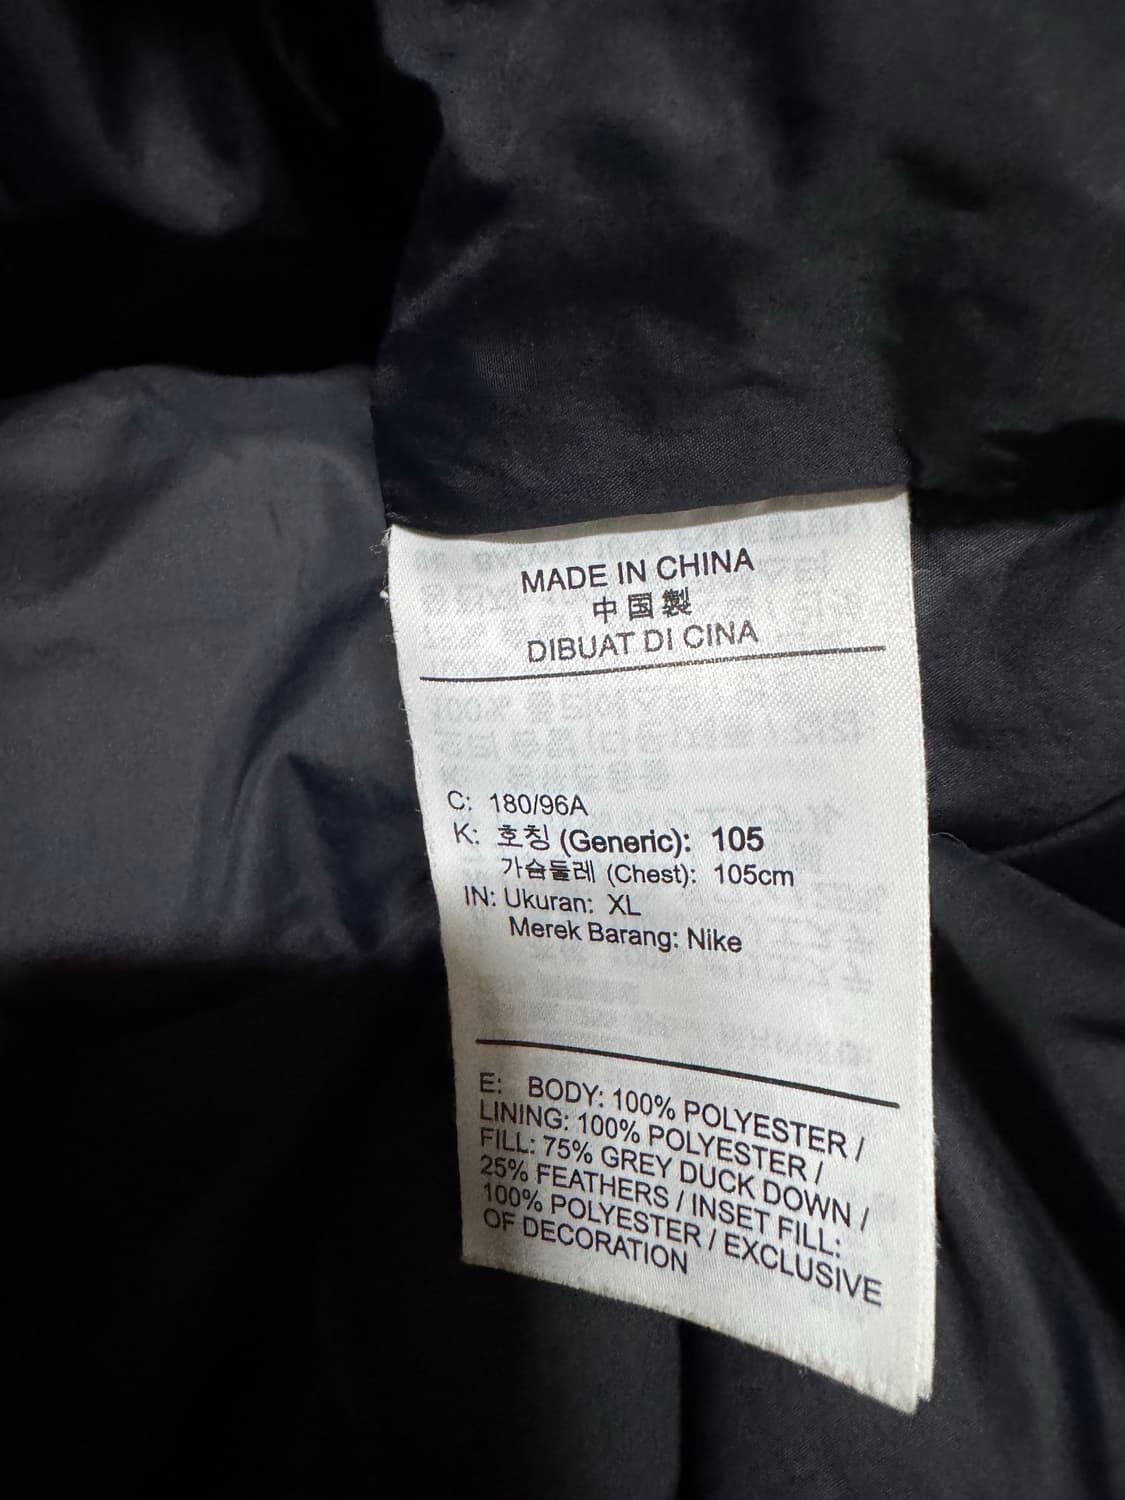 MADE IN CHINA
中国製
DIBUAT DI CINA
C: 180/96A
K: 호칭 (Generic): 105
가슴둘레 (Chest): 105cm
IN: Ukuran: XL
Merek Barang: Nike
E: BODY: 100% POLYESTER /
LINING: 100% POLYESTER /
FILL: 75% GREY DUCK DOWN /
25% FEATHERS / INSET FILL:
100% POLYESTER / EXCLUSIVE
OF DECORATION